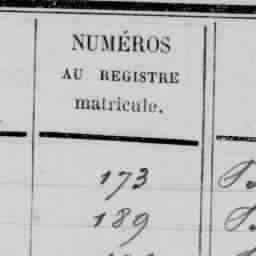 NUMÉROS
AU REGISTRE
matricule.
173
189